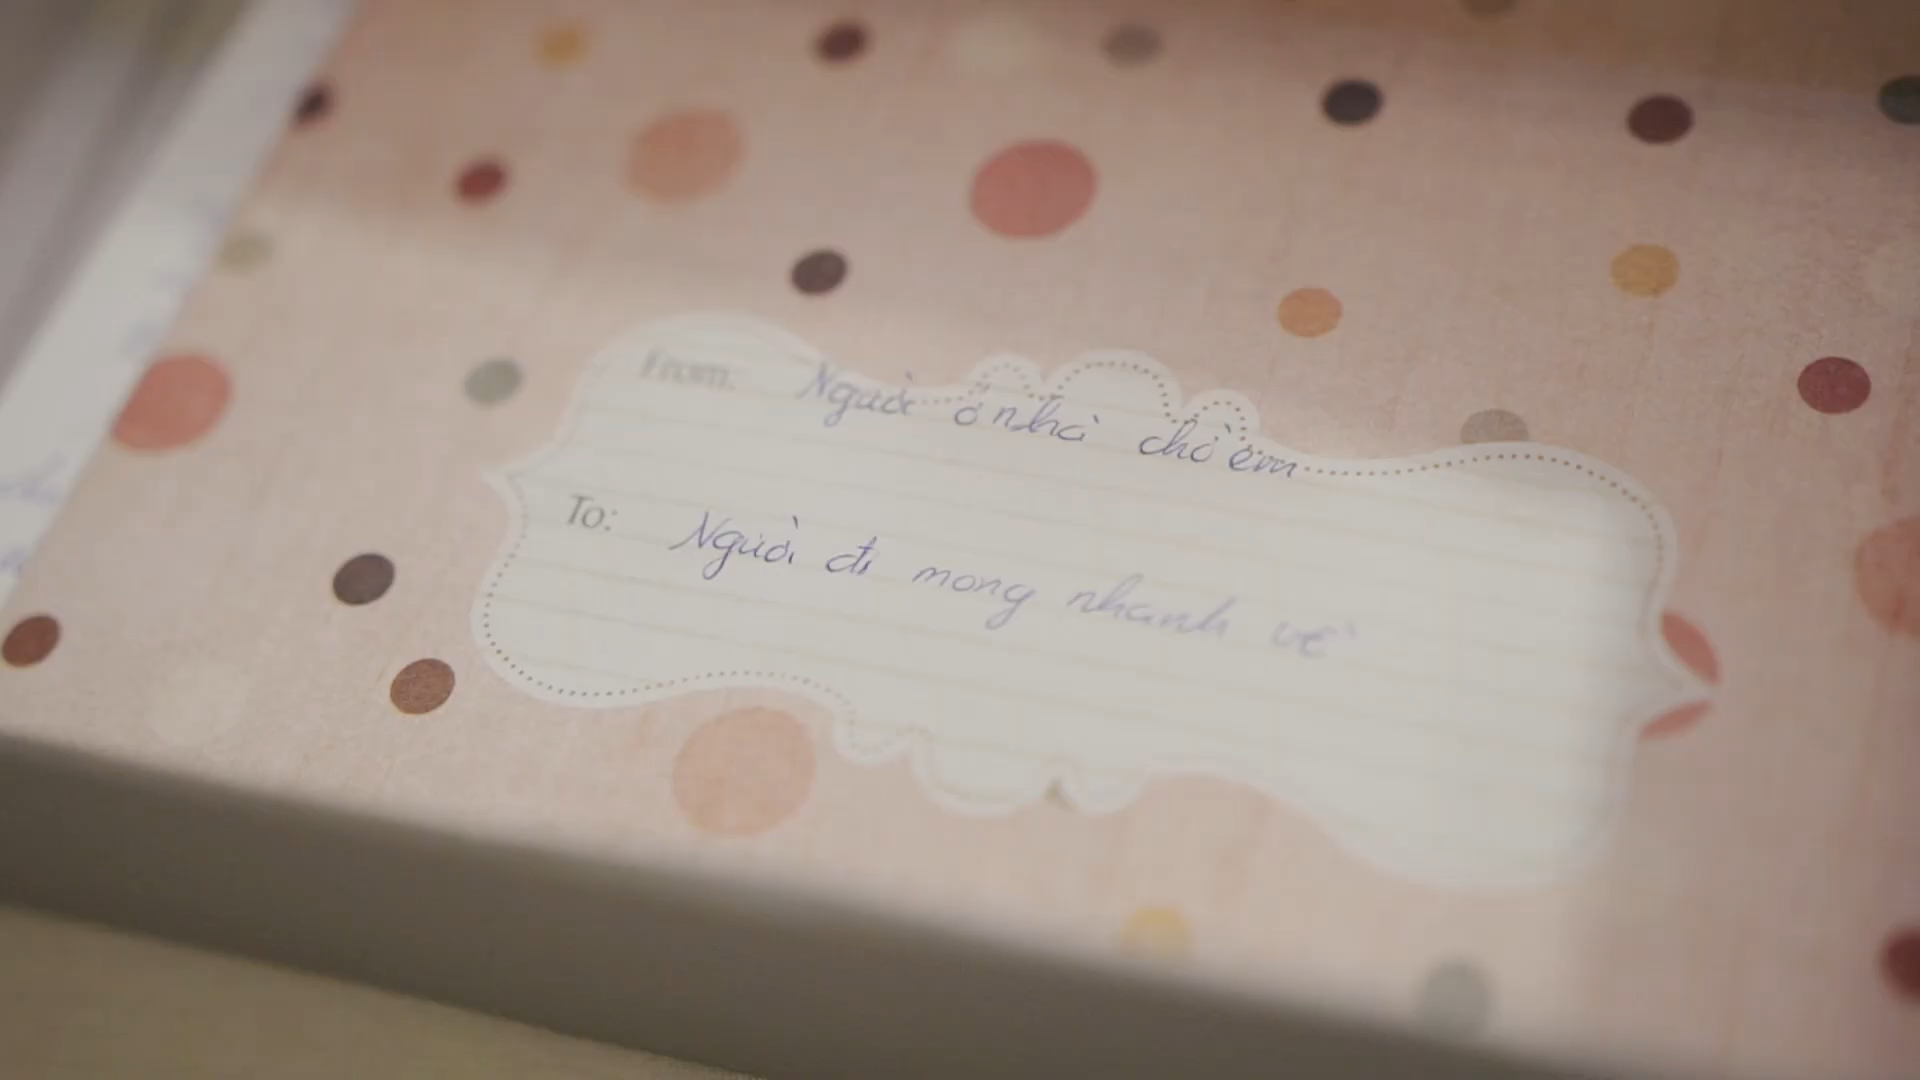 From: Người ở nhà chờ em
To: Người đi mong nhanh về